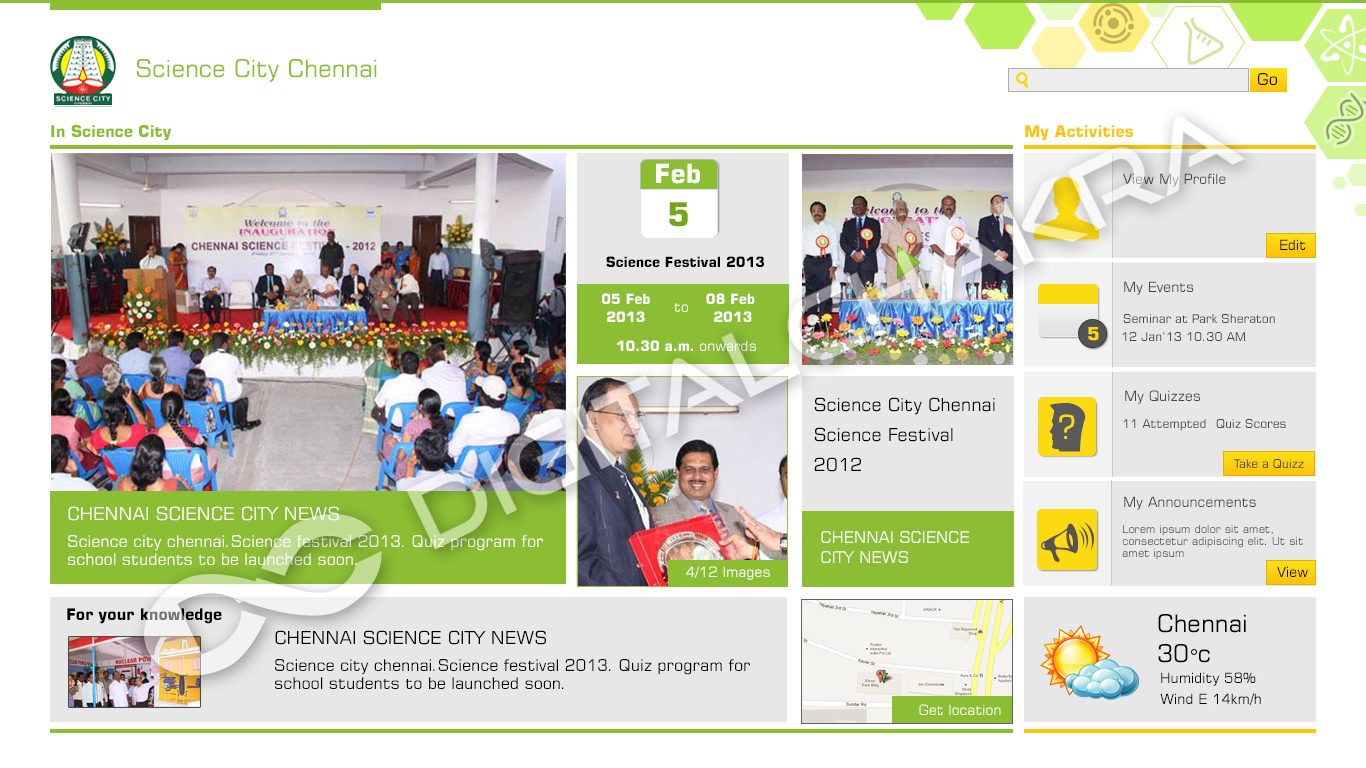 SCIENCE CITY
Science City Chennai
Go
In Science City
My Activities
Welcome to the
INAUGURATION
CHENNAI SCIENCE FESTIVAL - 2012
Feb
5
Science Festival 2013
05 Feb 2013 to 08 Feb 2013
10.30 a.m. onwards
Welcome to the
View My Profile
Edit
My Events
Seminar at Park Sheraton
12 Jan'13 10.30 AM
5
My Quizzes
11 Attempted Quiz Scores
Take a Quizz
My Announcements
Lorem ipsum dolor sit amet,
consectetur adipiscing elit. Ut sit
amet ipsum
View
CHENNAI SCIENCE CITY NEWS
Science city chennai.Science festival 2013. Quiz program for
school students to be launched soon.
4/12 Images
Science City Chennai
Science Festival
2012
CHENNAI SCIENCE
CITY NEWS
For your knowledge
NUCLEAR POW
CHENNAI SCIENCE CITY NEWS
Science city chennai.Science festival 2013. Quiz program for
school students to be launched soon.
Get location
Chennai
30°c
Humidity 58%
Wind E 14km/h
DIGITALCHAKRA